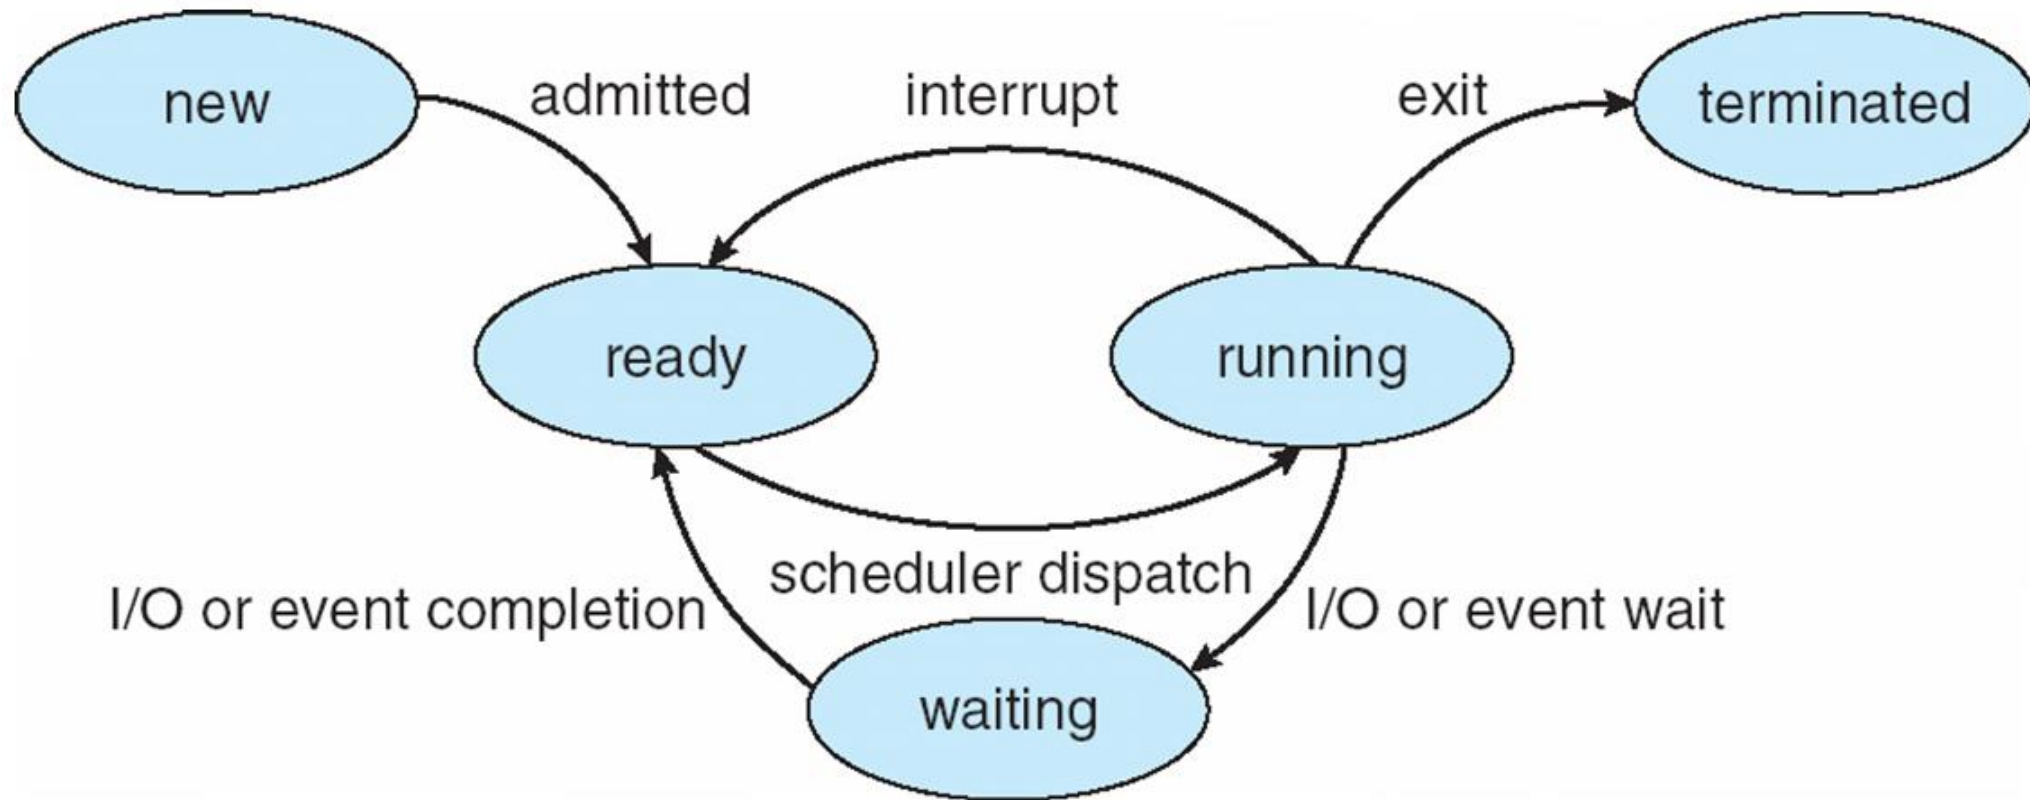 new
admitted
interrupt
exit
terminated
ready
running
scheduler dispatch
I/O or event completion
I/O or event wait
waiting